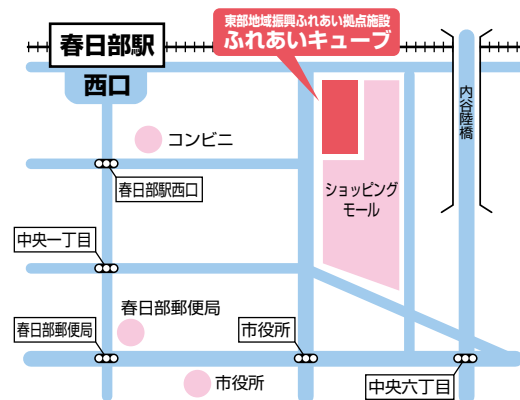 東部地域振興ふれあい拠点施設
ふれあいキューブ
春日部駅
西口
内谷陸橋
コンビニ
春日部駅西口
ショッピング
モール
中央一丁目
春日部郵便局
春日部郵便局
市役所
市役所
中央六丁目